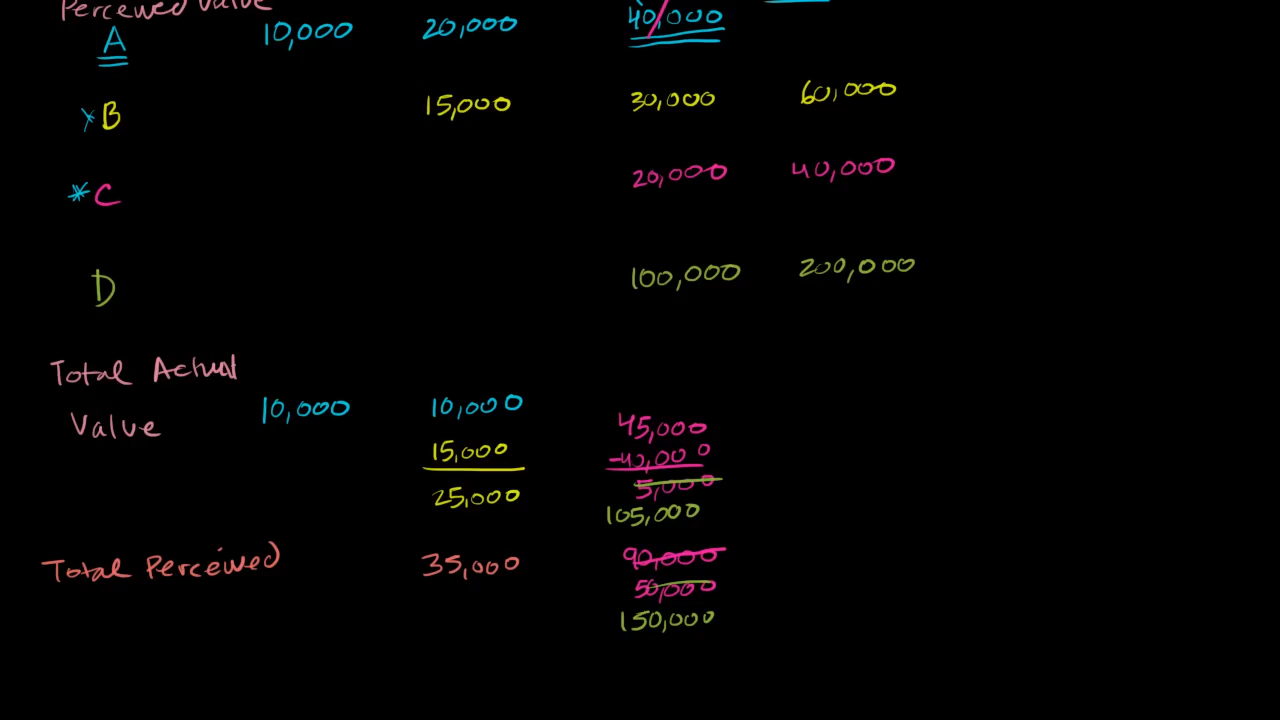 Perceived Value
A 10,000 20,000 40,000
B 15,000 30,000 60,000
* C 20,000 40,000
D 100,000 200,000
Total Actual
Value 10,000 10,000 45,000
15,000 -40,000
25,000 5,000
105,000
Total Perceived 35,000 90,000
50,000
150,000